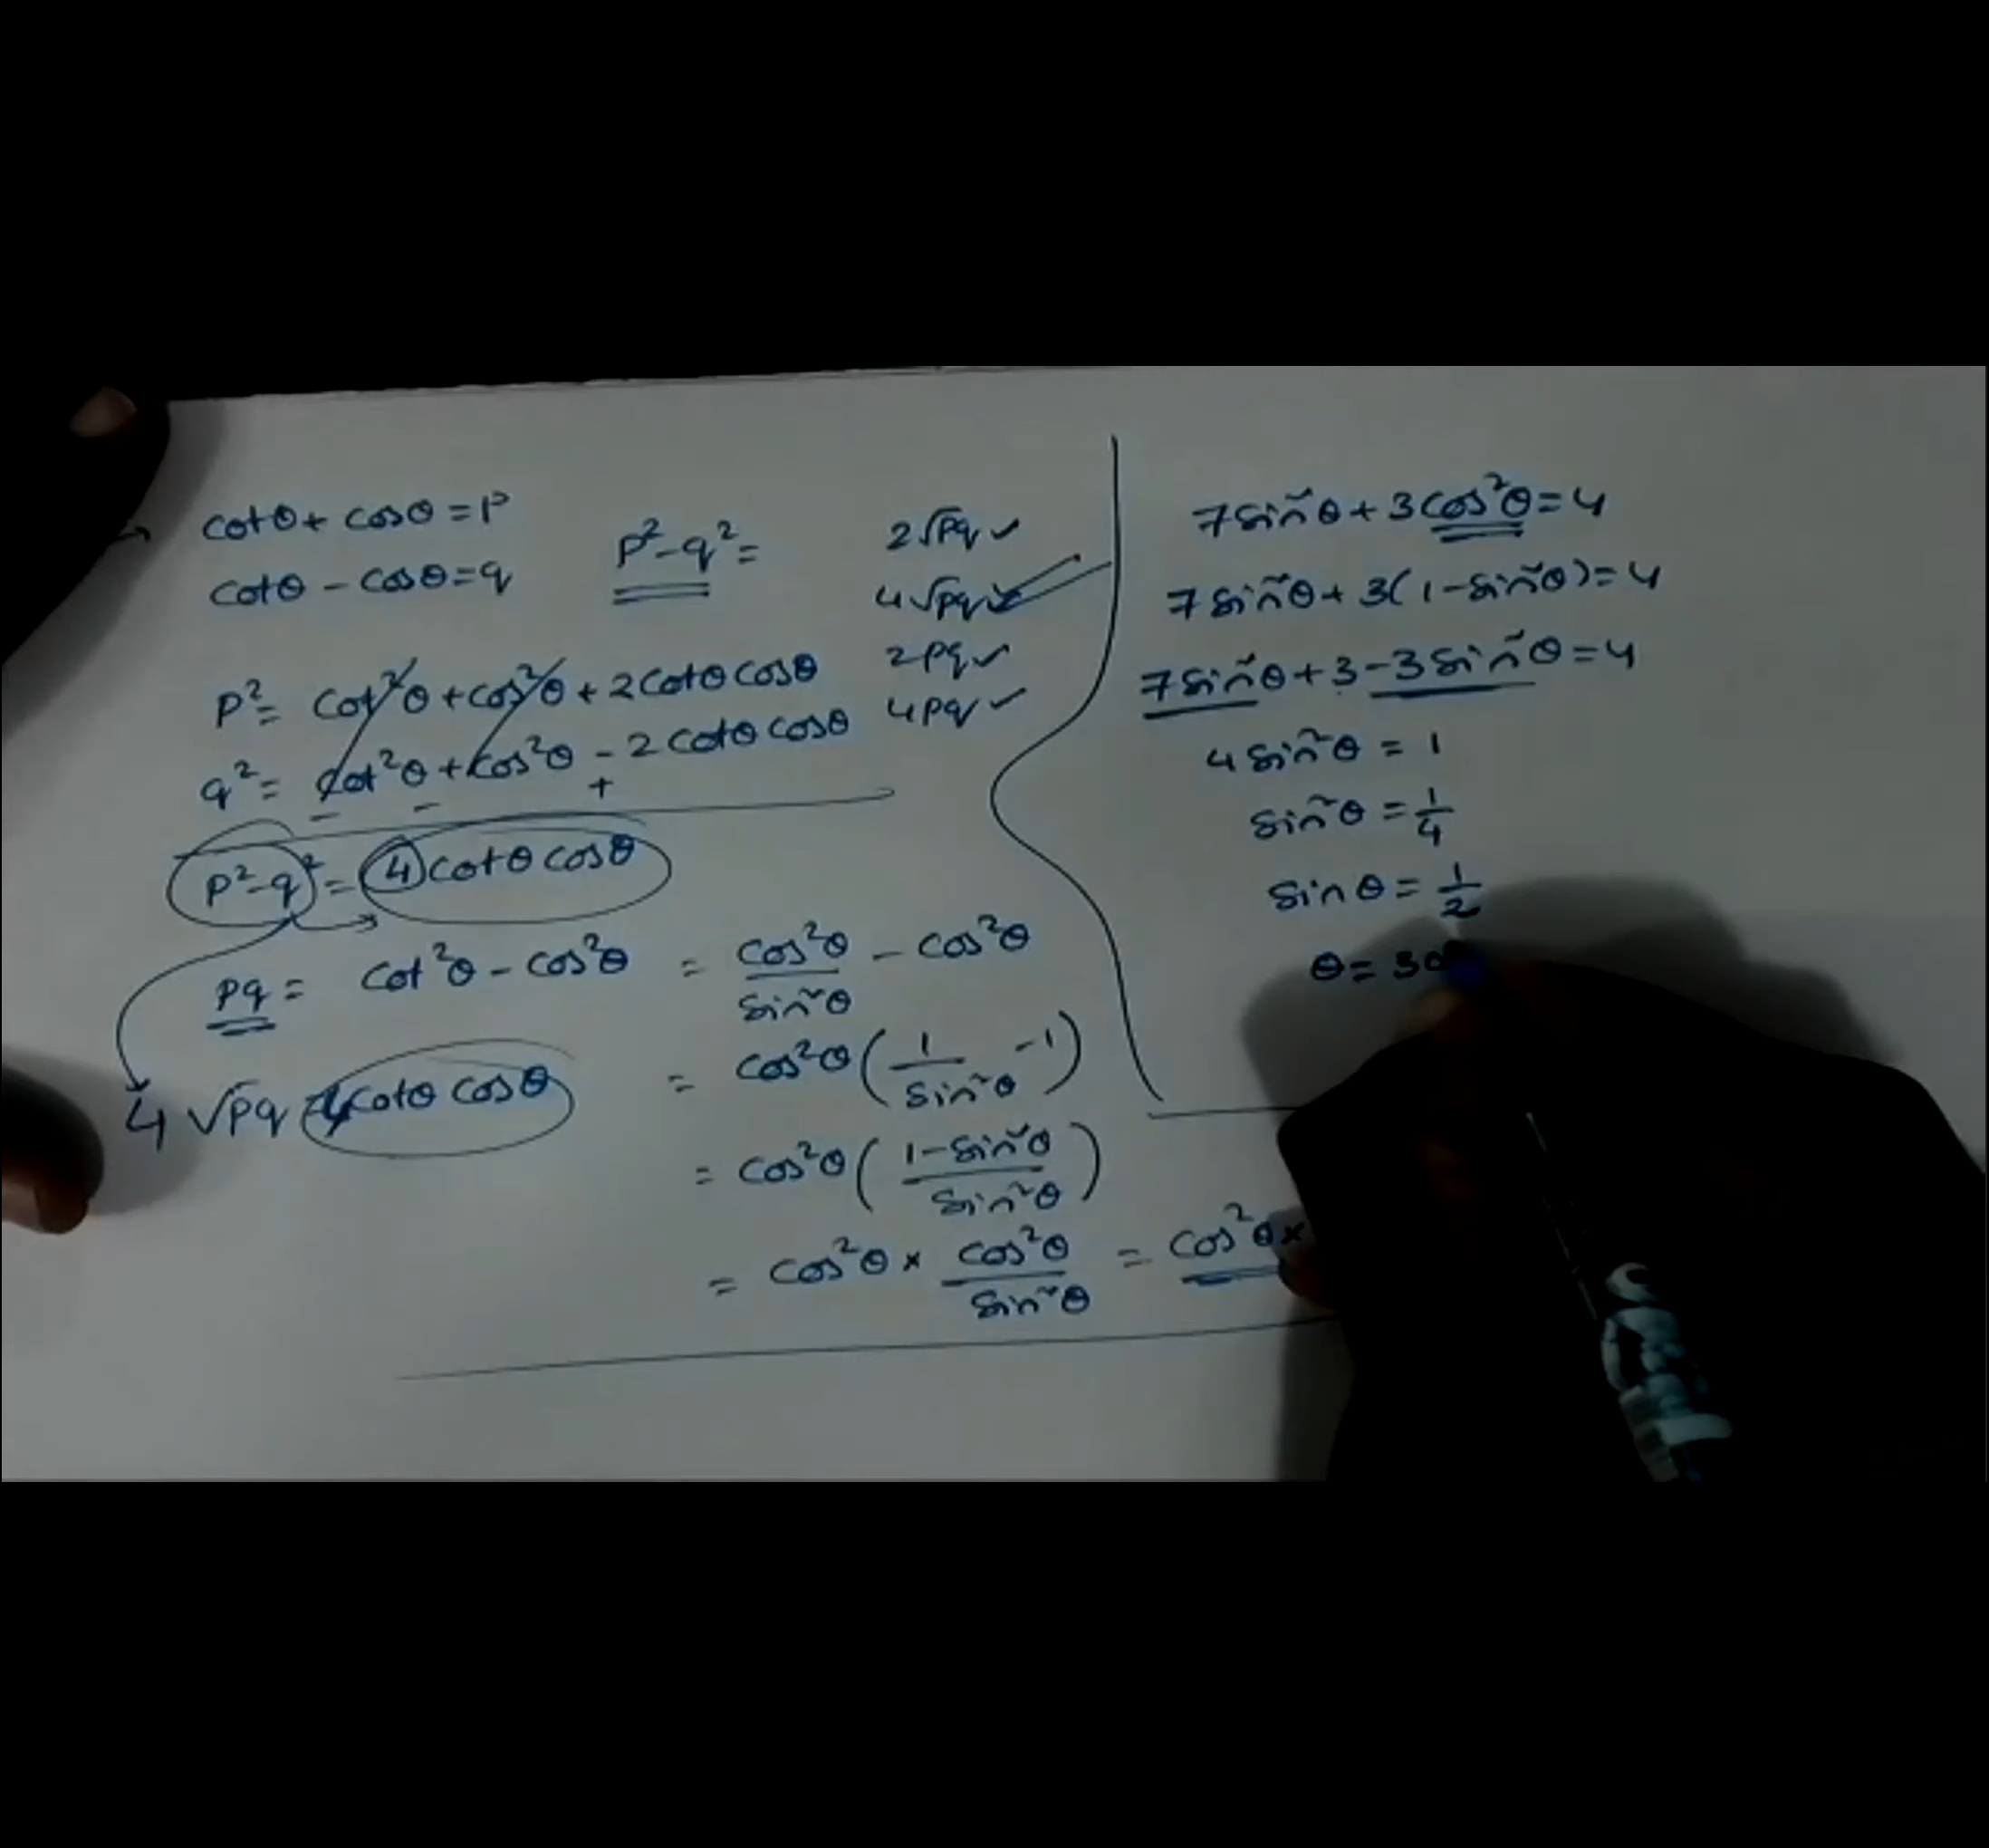 cotθ + cosθ = P
cotθ - cosθ = q
P² - q² =
2√pq ✓
4√pq ✓
2pq ✓
4pq ✓
P² = cot²θ + cos²θ + 2cotθ cosθ
q² = cot²θ + cos²θ - 2cotθ cosθ
- - +
P² - q² = 4cotθ cosθ
pq = cot²θ - cos²θ = cos²θ/sin²θ - cos²θ
= cos²θ(1/sin²θ - 1)
4√pq = 4cotθ cosθ
= cos²θ(1-sin²θ/sin²θ)
= cos²θ × cos²θ/sin²θ = cos²θ ×
7sin²θ + 3cos²θ = 4
7sin²θ + 3(1-sin²θ) = 4
7sin²θ + 3 - 3sin²θ = 4
4sin²θ = 1
sin²θ = 1/4
sinθ = 1/2
θ = 30